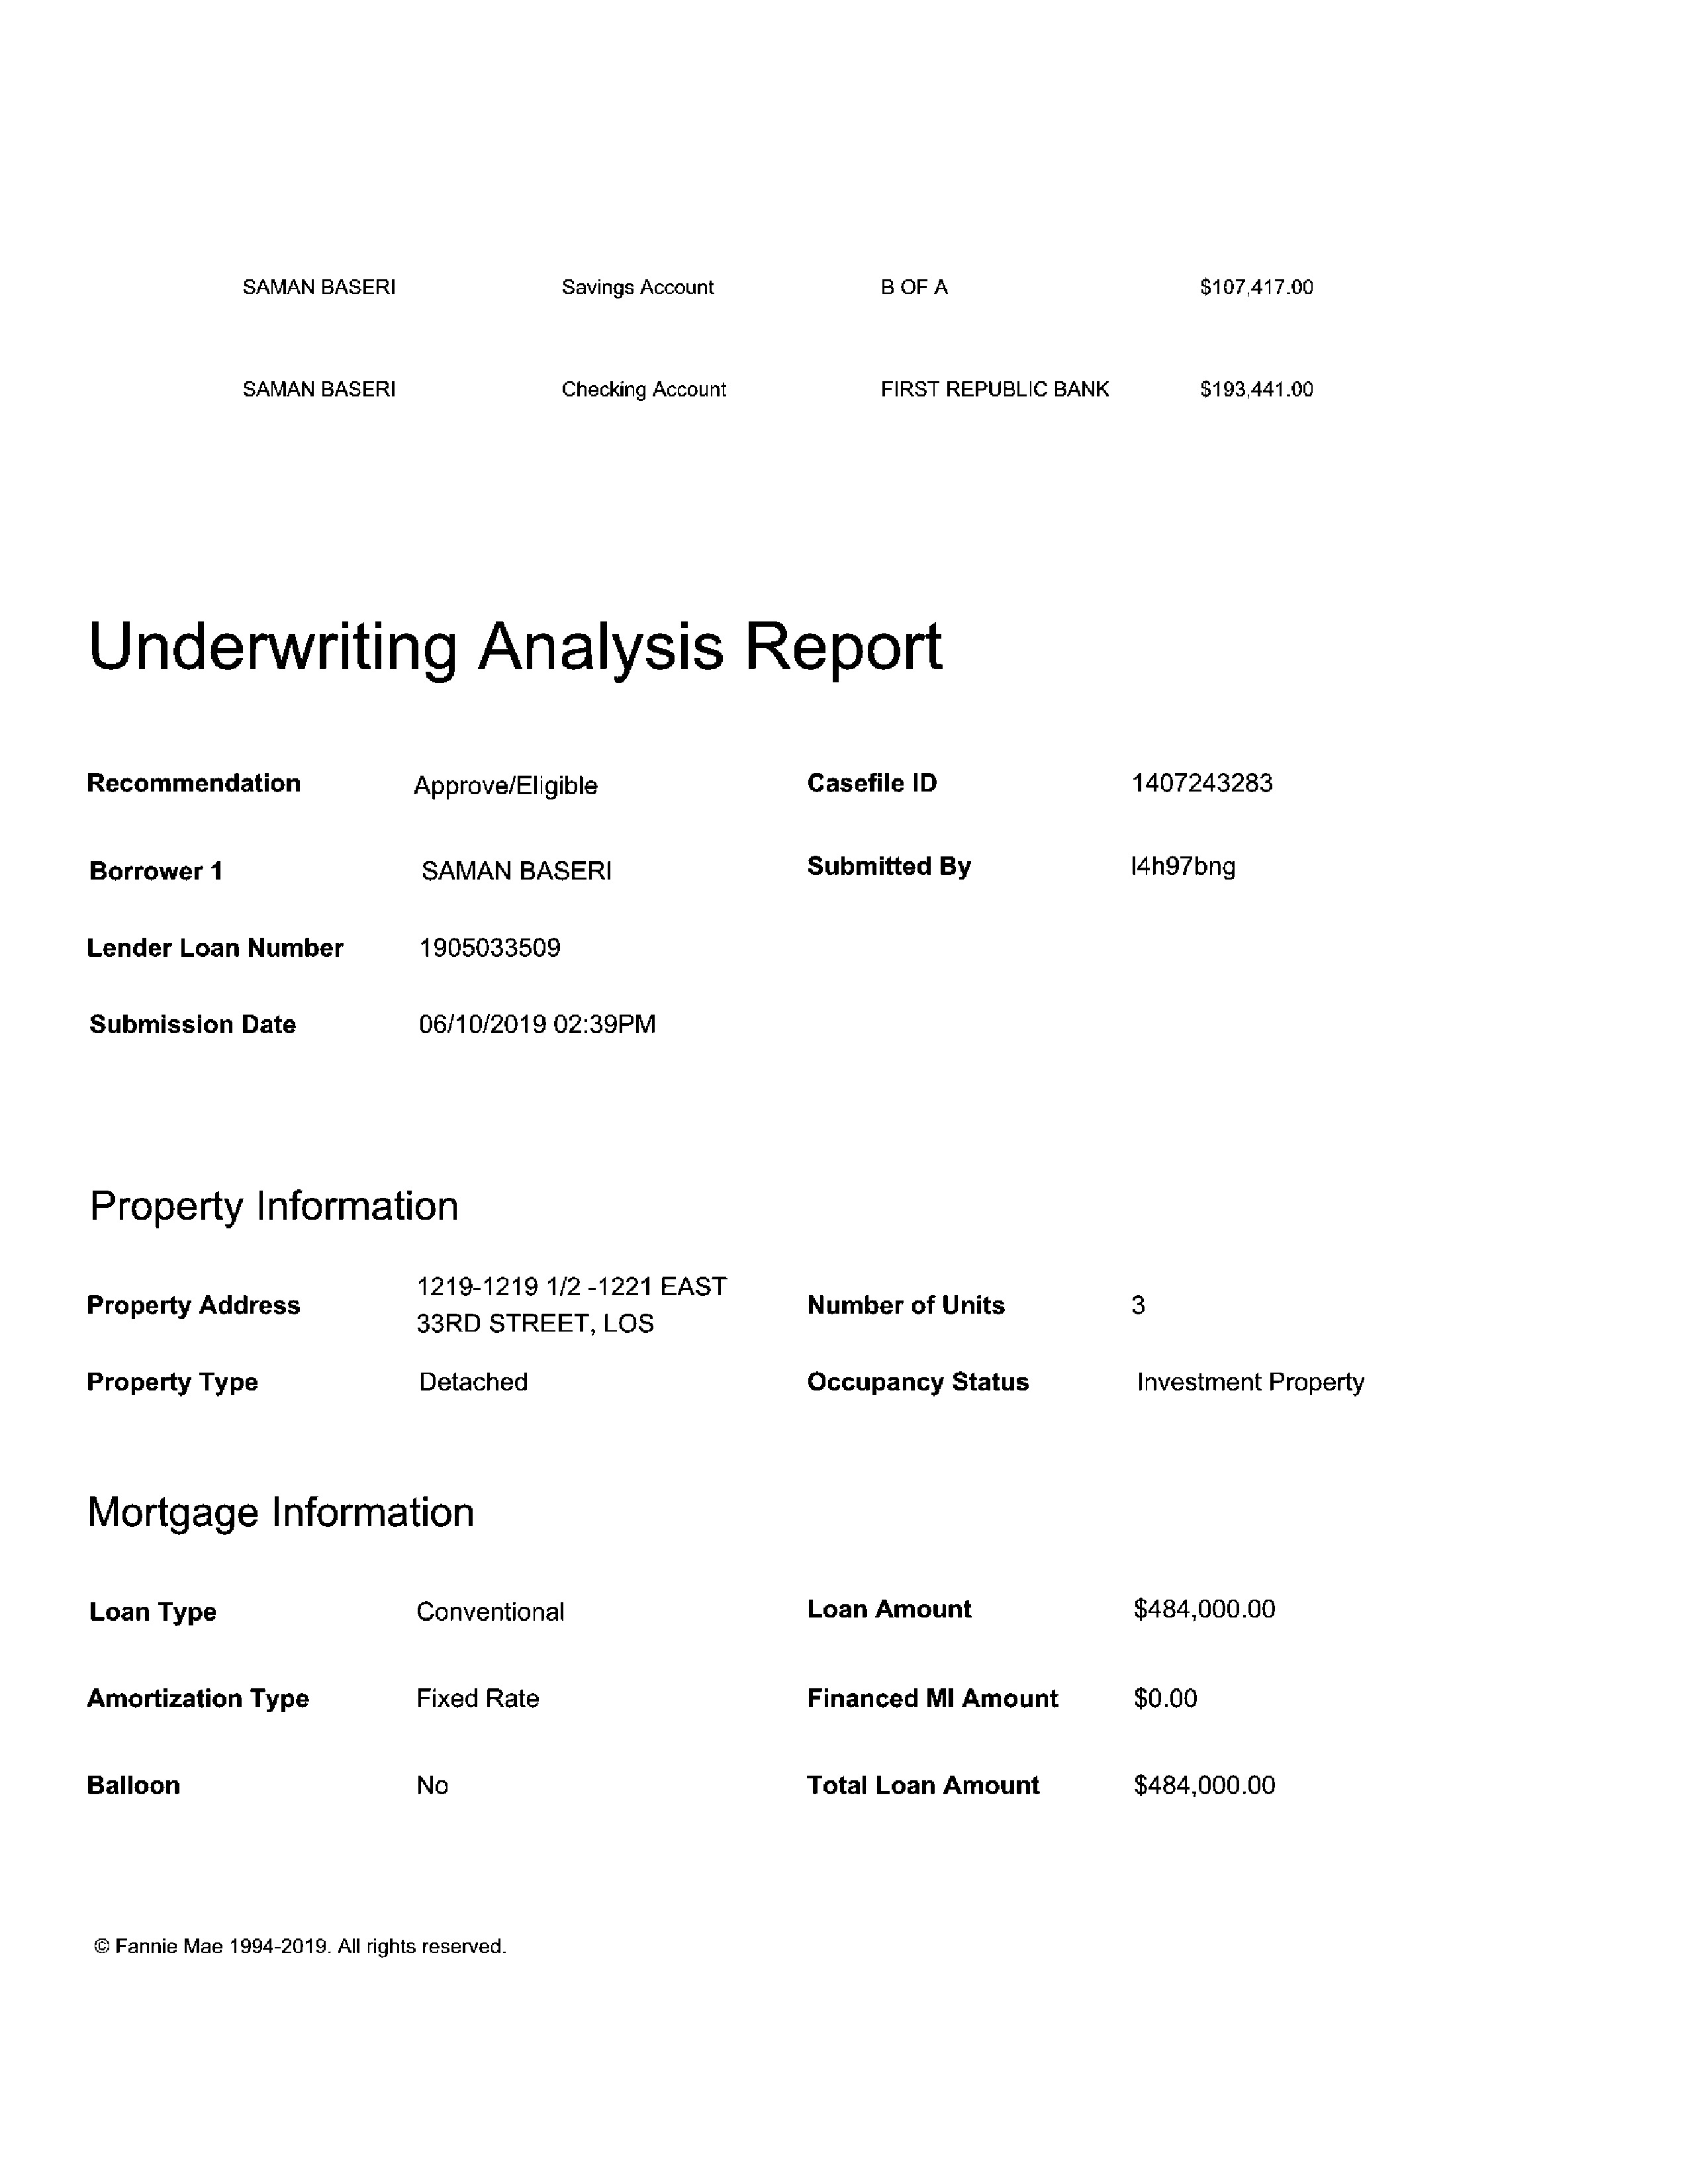 SAMAN BASERI Savings Account B OF A $107,417.00
SAMAN BASERI Checking Account FIRST REPUBLIC BANK $193,441.00
Underwriting Analysis Report
Recommendation Approve/Eligible Casefile ID 1407243283
Borrower 1 SAMAN BASERI Submitted By l4h97bng
Lender Loan Number 1905033509
Submission Date 06/10/2019 02:39PM
Property Information
Property Address 1219-1219 1/2 -1221 EAST
33RD STREET, LOS
Number of Units 3
Property Type Detached Occupancy Status Investment Property
Mortgage Information
Loan Type Conventional Loan Amount $484,000.00
Amortization Type Fixed Rate Financed MI Amount $0.00
Balloon No Total Loan Amount $484,000.00
© Fannie Mae 1994-2019. All rights reserved.